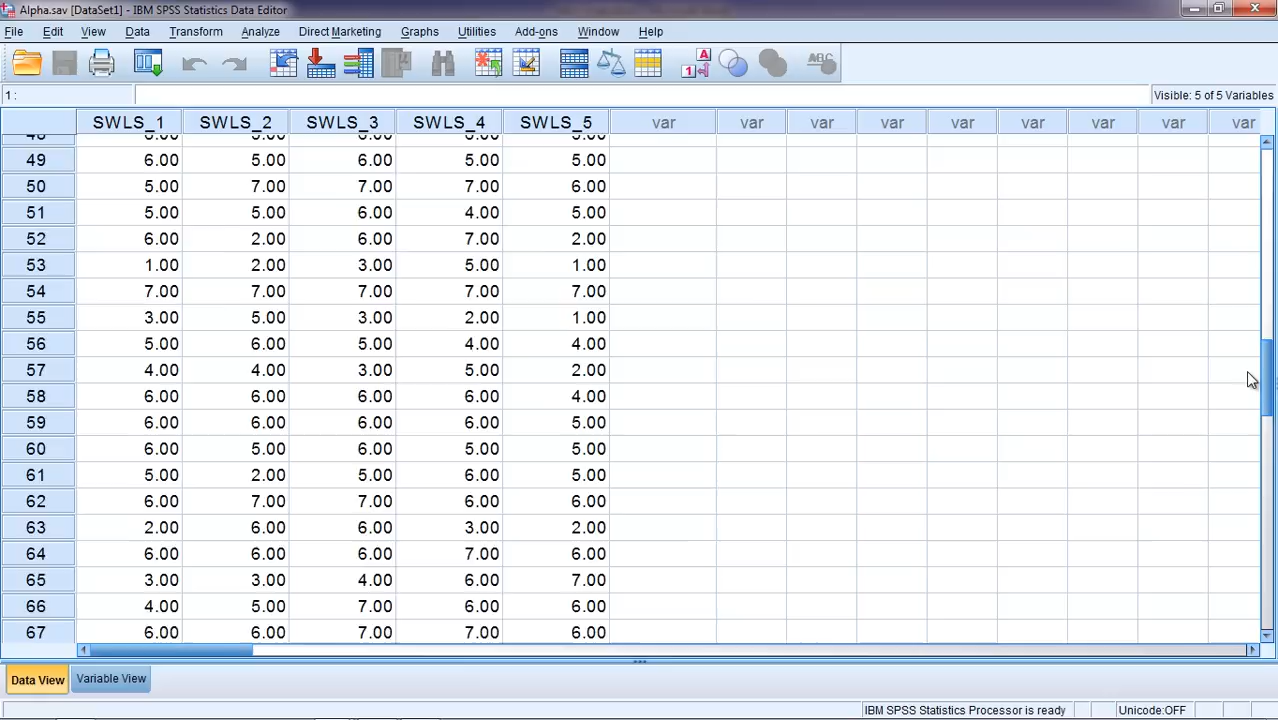 Alpha.sav [DataSet1] - IBM SPSS Statistics Data Editor
File Edit View Data Transform Analyze Direct Marketing Graphs Utilities Add-ons Window Help
A
1
ABC
1 : Visible: 5 of 5 Variables
SWLS_1 SWLS_2 SWLS_3 SWLS_4 SWLS_5 var var var var var var var var
49 6.00 5.00 6.00 5.00 5.00
50 5.00 7.00 7.00 7.00 6.00
51 5.00 5.00 6.00 4.00 5.00
52 6.00 2.00 6.00 7.00 2.00
53 1.00 2.00 3.00 5.00 1.00
54 7.00 7.00 7.00 7.00 7.00
55 3.00 5.00 3.00 2.00 1.00
56 5.00 6.00 5.00 4.00 4.00
57 4.00 4.00 3.00 5.00 2.00
58 6.00 6.00 6.00 6.00 4.00
59 6.00 6.00 6.00 6.00 5.00
60 6.00 5.00 6.00 5.00 5.00
61 5.00 2.00 5.00 6.00 5.00
62 6.00 7.00 7.00 6.00 6.00
63 2.00 6.00 6.00 3.00 2.00
64 6.00 6.00 6.00 7.00 6.00
65 3.00 3.00 4.00 6.00 7.00
66 4.00 5.00 7.00 6.00 6.00
67 6.00 6.00 7.00 7.00 6.00
Data View Variable View
IBM SPSS Statistics Processor is ready Unicode:OFF